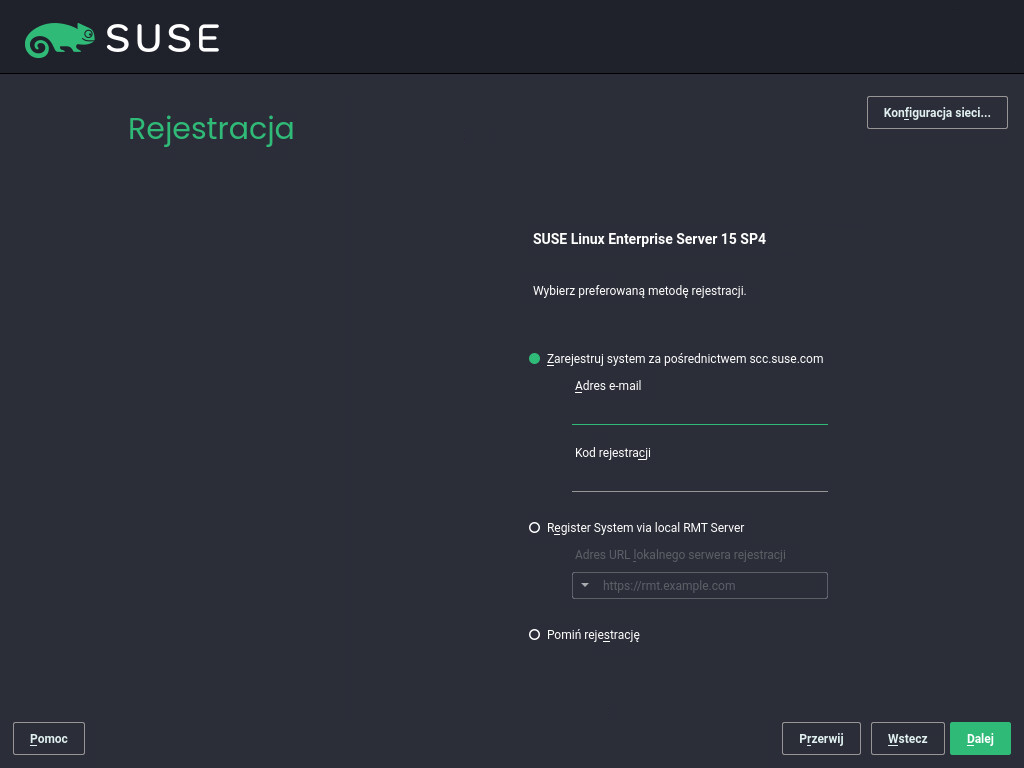 SUSE
Konfiguracja sieci...
Rejestracja
SUSE Linux Enterprise Server 15 SP4
Wybierz preferowaną metodę rejestracji.
Zarejestruj system za pośrednictwem scc.suse.com
Adres e-mail
Kod rejestracji
Register System via local RMT Server
Adres URL lokalnego serwera rejestracji
https://rmt.example.com
Pomiń rejestrację
Pomoc
Przerwij
Wstecz
Dalej